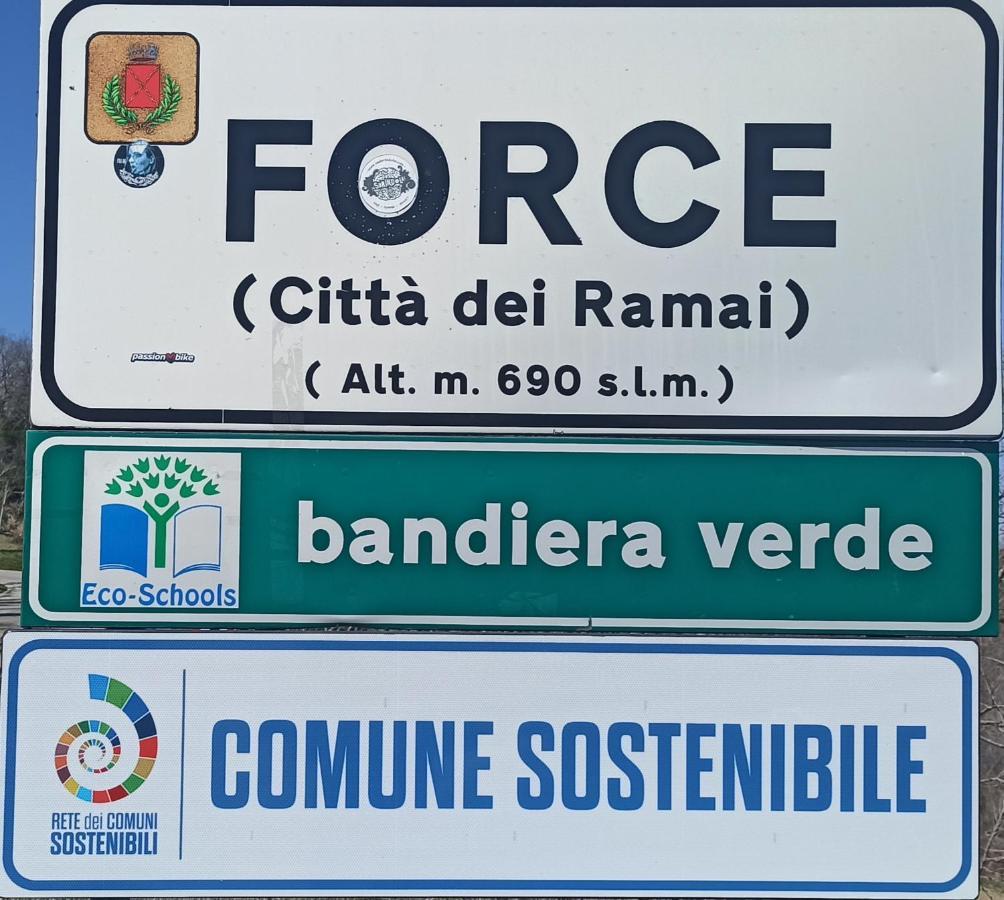 FORCE
(Città dei Ramai)
passion bike
( Alt. m. 690 s.l.m.)
bandiera verde
Eco-Schools
COMUNE SOSTENIBILE
RETE dei COMUNI
SOSTENIBILI